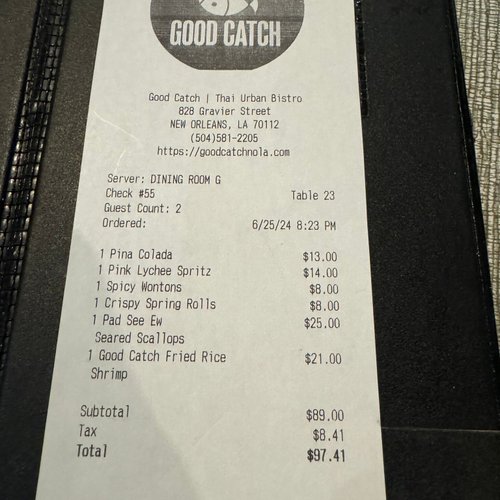 GOOD CATCH
Good Catch | Thai Urban Bistro
828 Gravier Street
NEW ORLEANS, LA 70112
(504)581-2205
https://goodcatchnola.com
Server: DINING ROOM G
Check #55 Table 23
Guest Count: 2
Ordered: 6/25/24 8:23 PM
1 Pina Colada $13.00
1 Pink Lychee Spritz $14.00
1 Spicy Wontons $8.00
1 Crispy Spring Rolls $8.00
1 Pad See Ew $25.00
Seared Scallops
1 Good Catch Fried Rice $21.00
Shrimp
Subtotal $89.00
Tax $8.41
Total $97.41